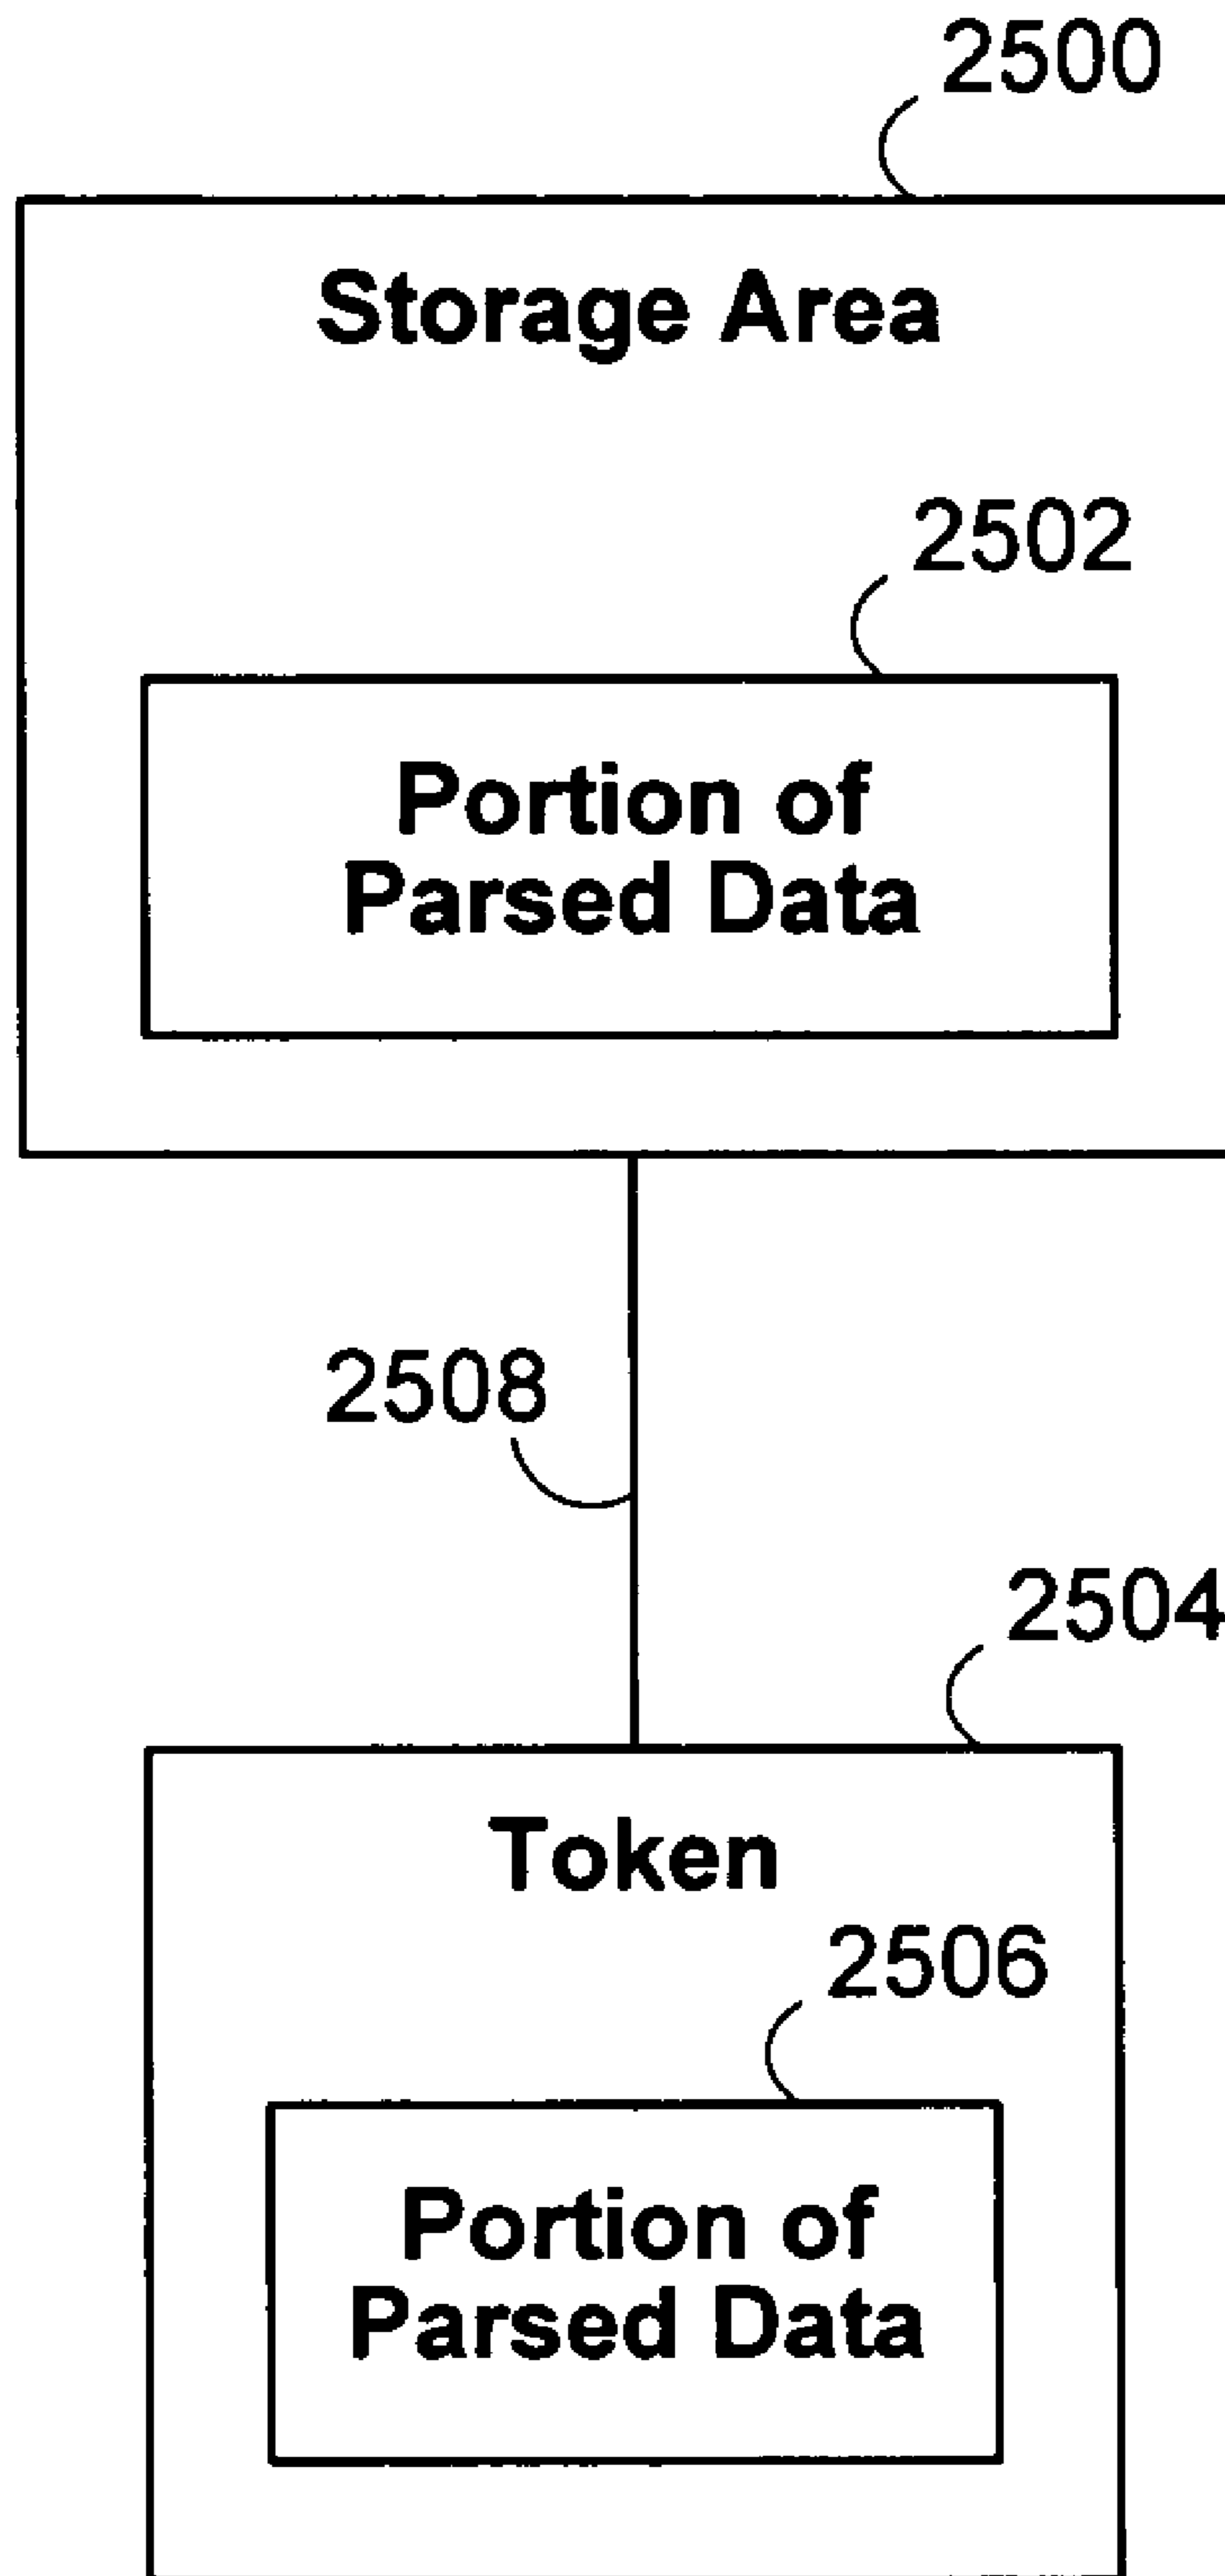 2500
Storage Area
2502
Portion of
Parsed Data
2508
2504
Token
2506
Portion of
Parsed Data